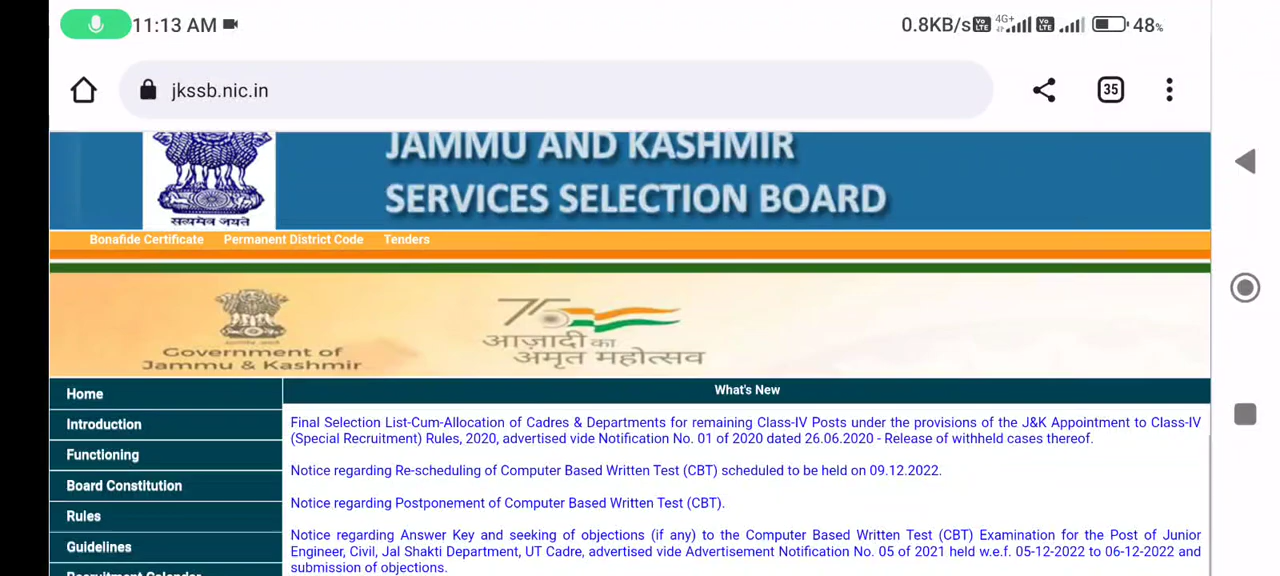 11:13 AM 0.8KB/s Vo LTE 4G+ Vo LTE 48%
jkssb.nic.in 35
JAMMU AND KASHMIR
SERVICES SELECTION BOARD
सत्यमेव जयते
Bonafide Certificate Permanent District Code Tenders
75
Government of
Jammu & Kashmir
आज़ादी का
अमृत महोत्सव
Home
Introduction
Functioning
Board Constitution
Rules
Guidelines
Recruitment Calendar
What's New
Final Selection List-Cum-Allocation of Cadres & Departments for remaining Class-IV Posts under the provisions of the J&K Appointment to Class-IV
(Special Recruitment) Rules, 2020, advertised vide Notification No. 01 of 2020 dated 26.06.2020 - Release of withheld cases thereof.
Notice regarding Re-scheduling of Computer Based Written Test (CBT) scheduled to be held on 09.12.2022.
Notice regarding Postponement of Computer Based Written Test (CBT).
Notice regarding Answer Key and seeking of objections (if any) to the Computer Based Written Test (CBT) Examination for the Post of Junior
Engineer, Civil, Jal Shakti Department, UT Cadre, advertised vide Advertisement Notification No. 05 of 2021 held w.e.f. 05-12-2022 to 06-12-2022 and
submission of objections.